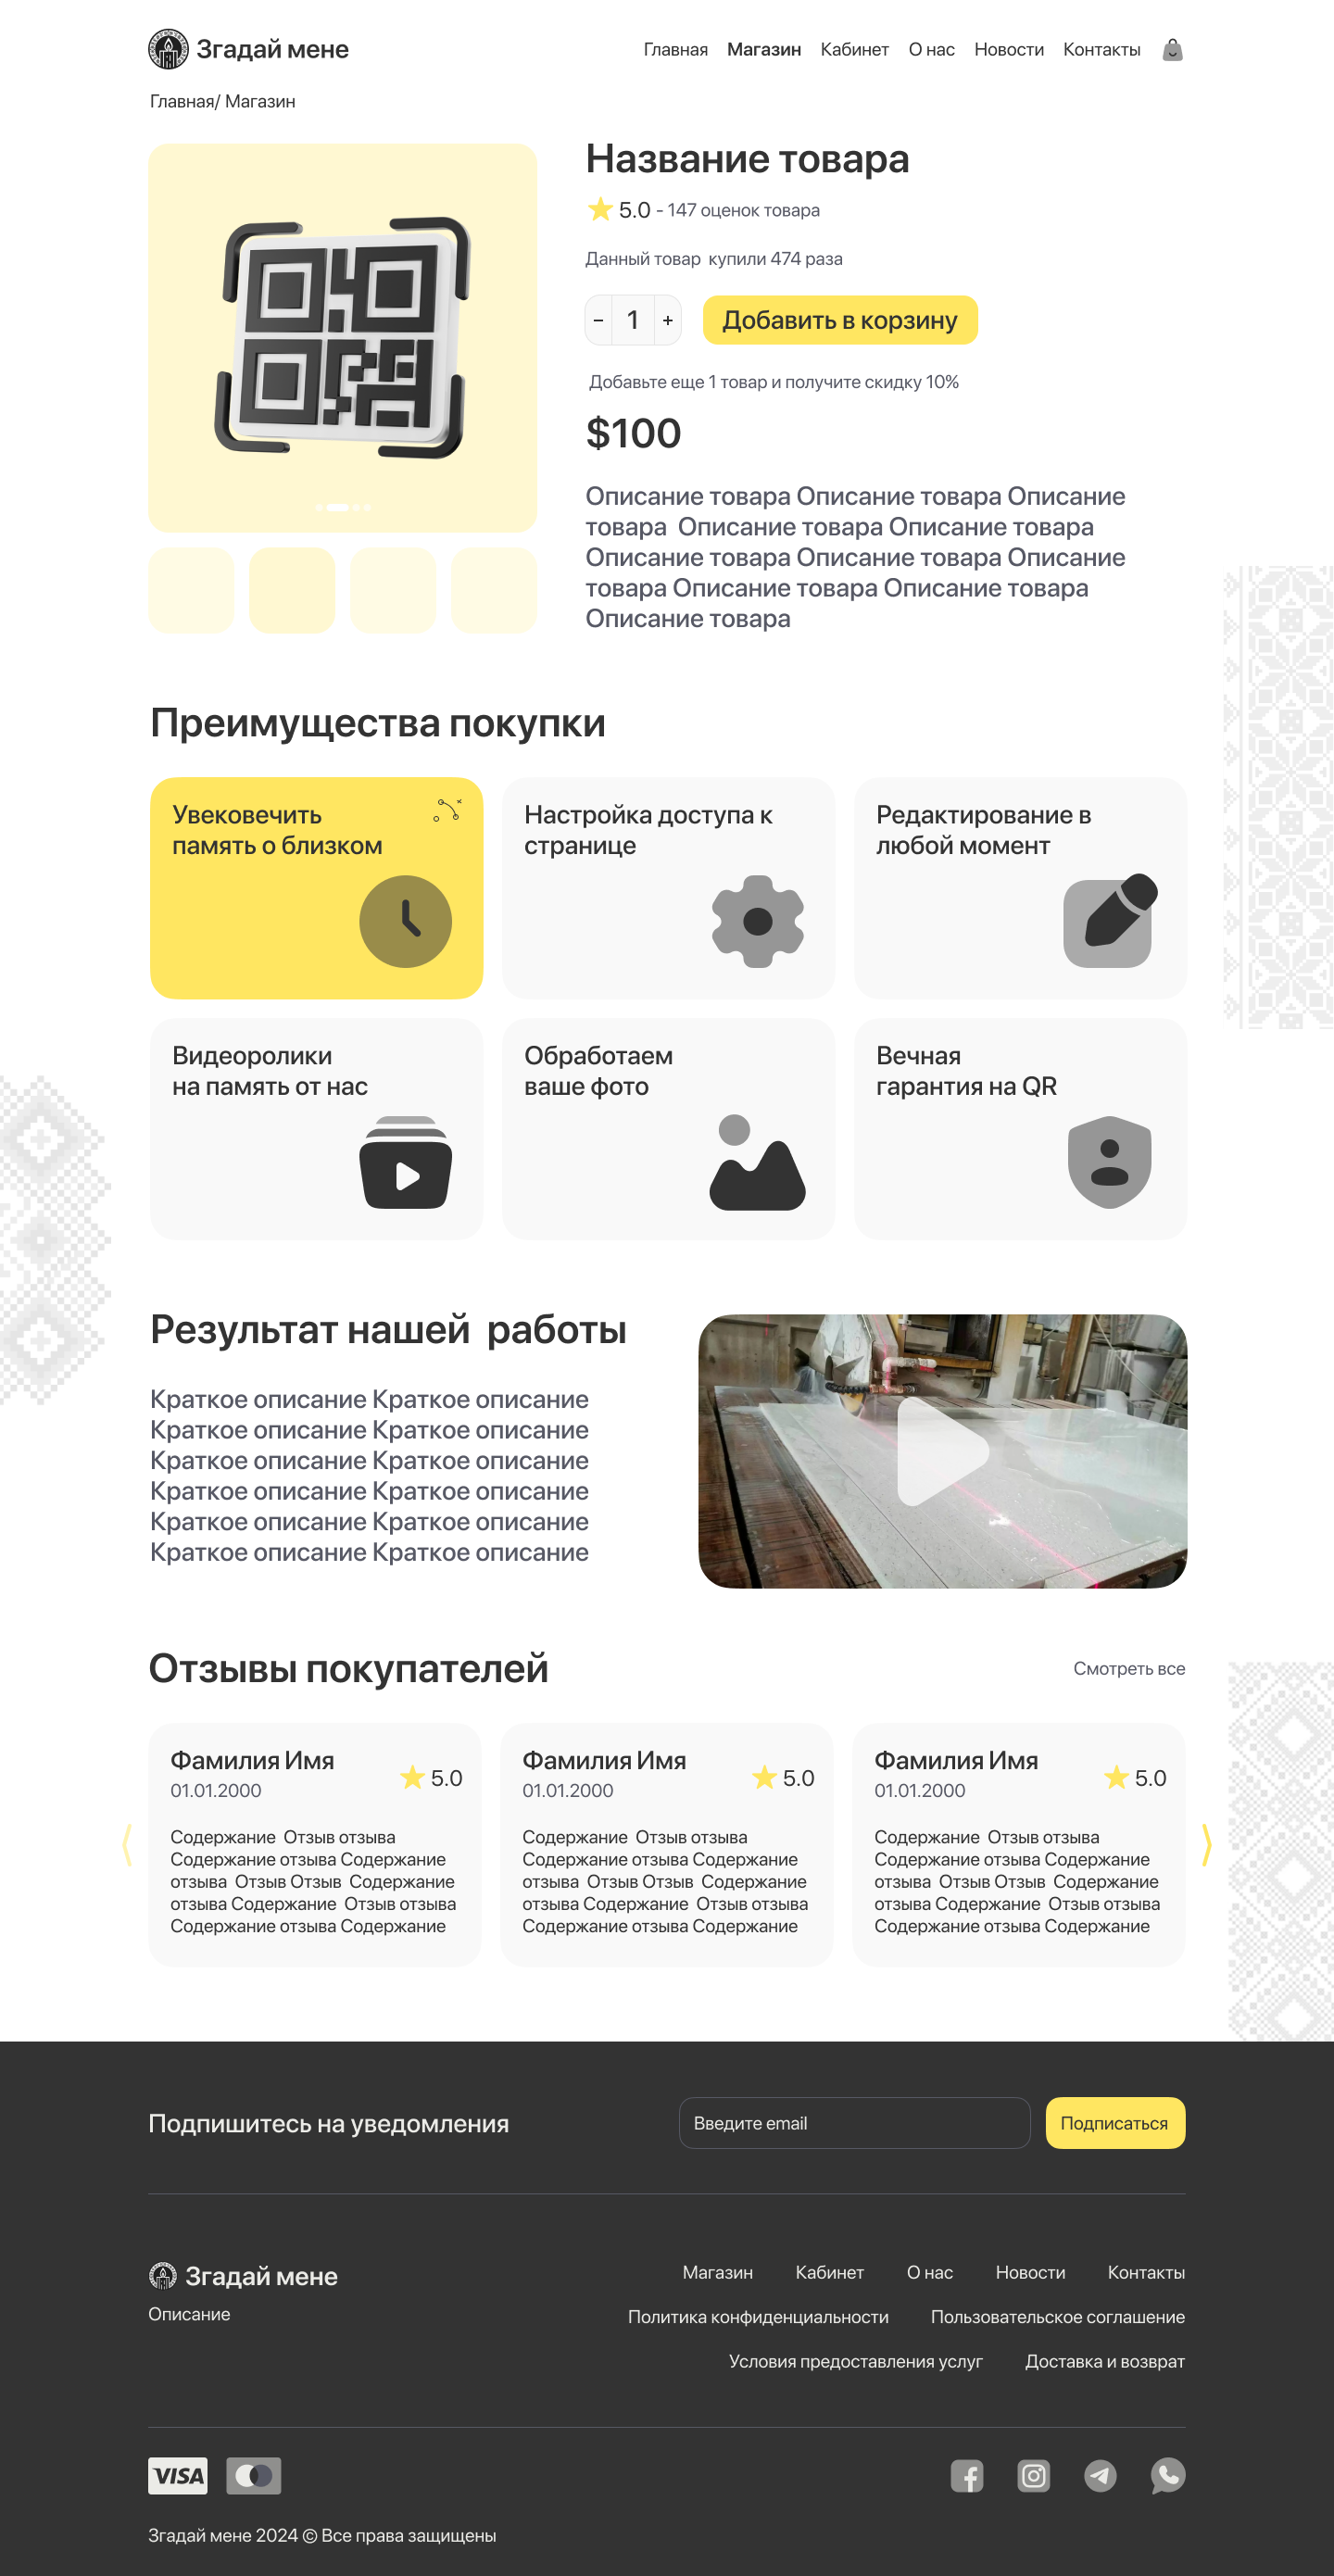 Згадай мене
Главная Магазин Кабинет О нас Новости Контакты
Главная/ Магазин
Название товара
5.0 - 147 оценок товара
Данный товар купили 474 раза
− 1 +
Добавить в корзину
Добавьте еще 1 товар и получите скидку 10%
$100
Описание товара Описание товара Описание
товара Описание товара Описание товара
Описание товара Описание товара Описание
товара Описание товара Описание товара
Описание товара
Преимущества покупки
Увековечить
память о близком
Настройка доступа к
странице
Редактирование в
любой момент
Видеоролики
на память от нас
Обработаем
ваше фото
Вечная
гарантия на QR
Результат нашей работы
Краткое описание Краткое описание
Краткое описание Краткое описание
Краткое описание Краткое описание
Краткое описание Краткое описание
Краткое описание Краткое описание
Краткое описание Краткое описание
Отзывы покупателей
Смотреть все
Фамилия Имя
01.01.2000
5.0
Содержание Отзыв отзыва
Содержание отзыва Содержание
отзыва Отзыв Отзыв Содержание
отзыва Содержание Отзыв отзыва
Содержание отзыва Содержание
Фамилия Имя
01.01.2000
5.0
Содержание Отзыв отзыва
Содержание отзыва Содержание
отзыва Отзыв Отзыв Содержание
отзыва Содержание Отзыв отзыва
Содержание отзыва Содержание
Фамилия Имя
01.01.2000
5.0
Содержание Отзыв отзыва
Содержание отзыва Содержание
отзыва Отзыв Отзыв Содержание
отзыва Содержание Отзыв отзыва
Содержание отзыва Содержание
Подпишитесь на уведомления
Введите email
Подписаться
Згадай мене
Описание
Магазин Кабинет О нас Новости Контакты
Политика конфиденциальности Пользовательское соглашение
Условия предоставления услуг Доставка и возврат
VISA
Згадай мене 2024 © Все права защищены